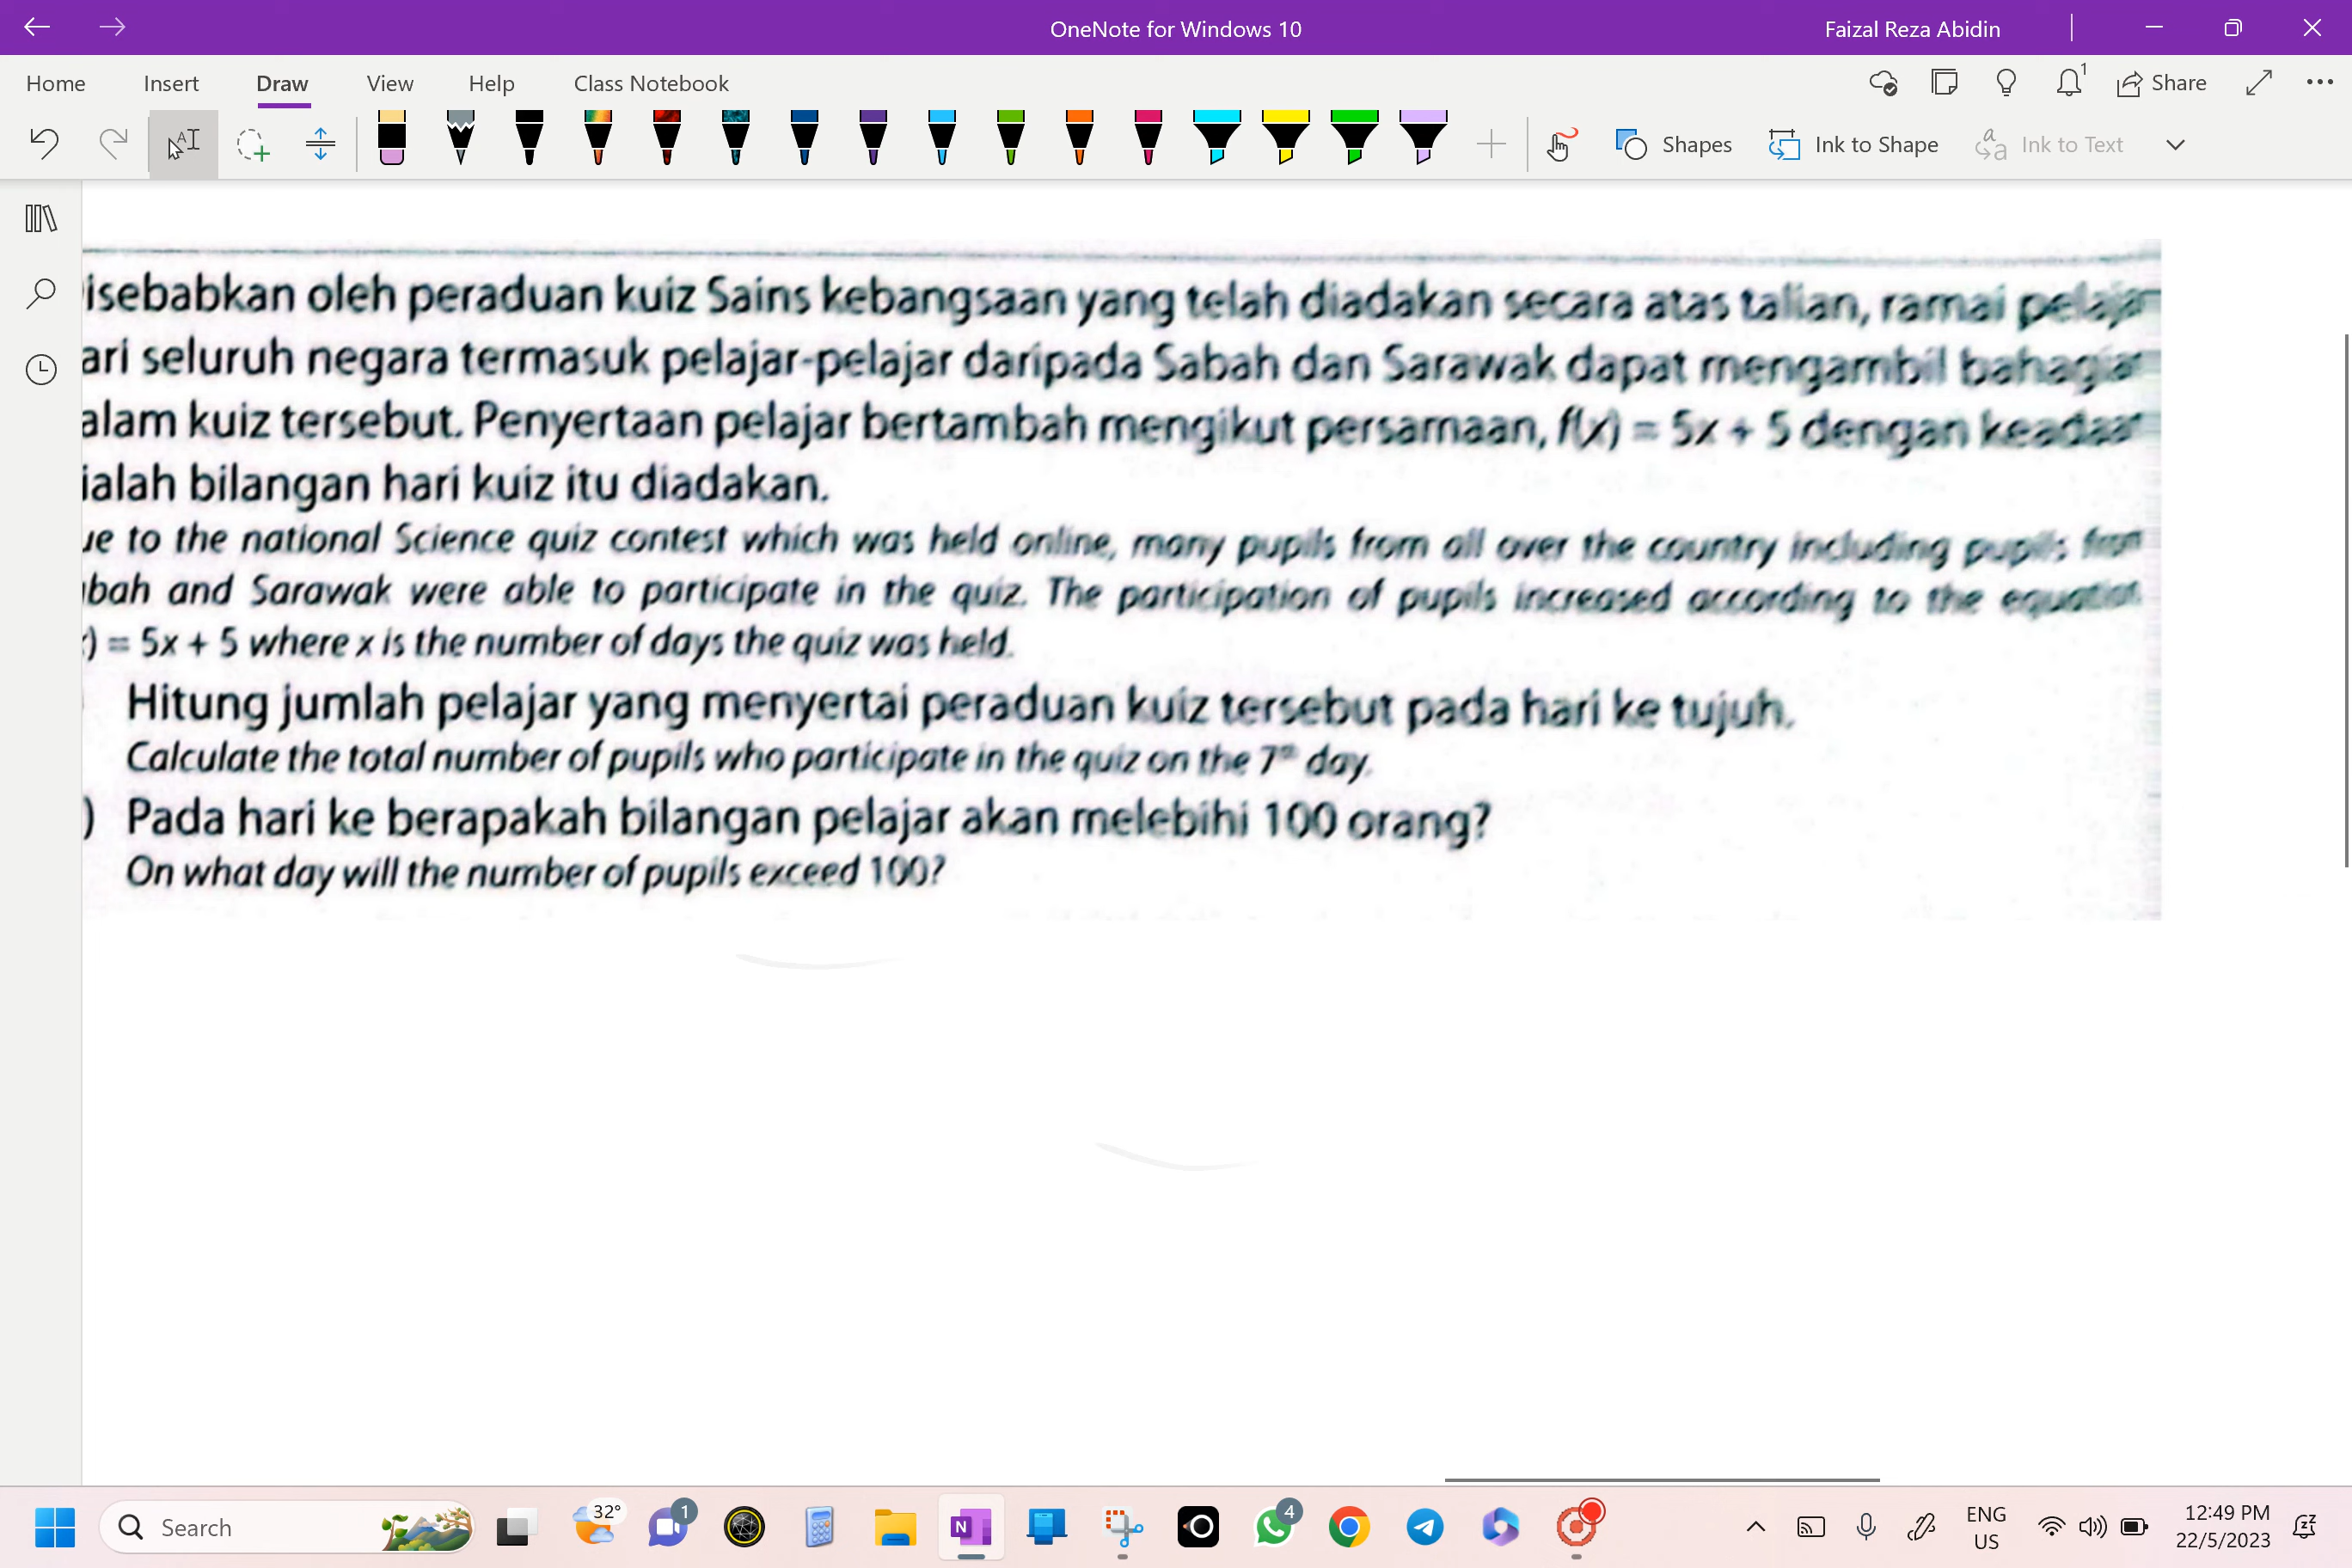 OneNote for Windows 10
Faizal Reza Abidin
Home Insert Draw View Help Class Notebook
1
Share
Shapes Ink to Shape Ink to Text
isebabkan oleh peraduan kuiz Sains kebangsaan yang telah diadakan secara atas talian, ramai pelajar
ari seluruh negara termasuk pelajar-pelajar daripada Sabah dan Sarawak dapat mengambil
alam kuiz tersebut. Penyertaan pelajar bertambah mengikut persamaan, f(x) = 5x + 5 dengan
ialah bilangan hari kuiz itu diadakan.
ue to the national Science quiz contest which was held online, many pupils from all over the country including pupils
bah and Sarawak were able to participate in the quiz. The participation of pupils increased according to the
) = 5x + 5 where x is the number of days the quiz was held.
Hitung jumlah pelajar yang menyertai peraduan kuiz tersebut pada hari ke tujuh.
Calculate the total number of pupils who participate in the quiz on the 7th day.
) Pada hari ke berapakah bilangan pelajar akan melebihi 100 orang?
On what day will the number of pupils exceed 100?
Search
32°
1
4
ENG
US
12:49 PM
22/5/2023